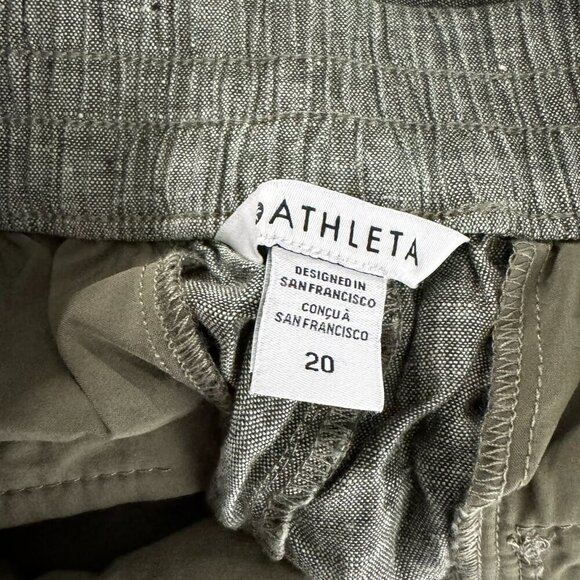 ATHLETA
DESIGNED IN
SAN FRANCISCO
CONÇU À
SAN FRANCISCO
20